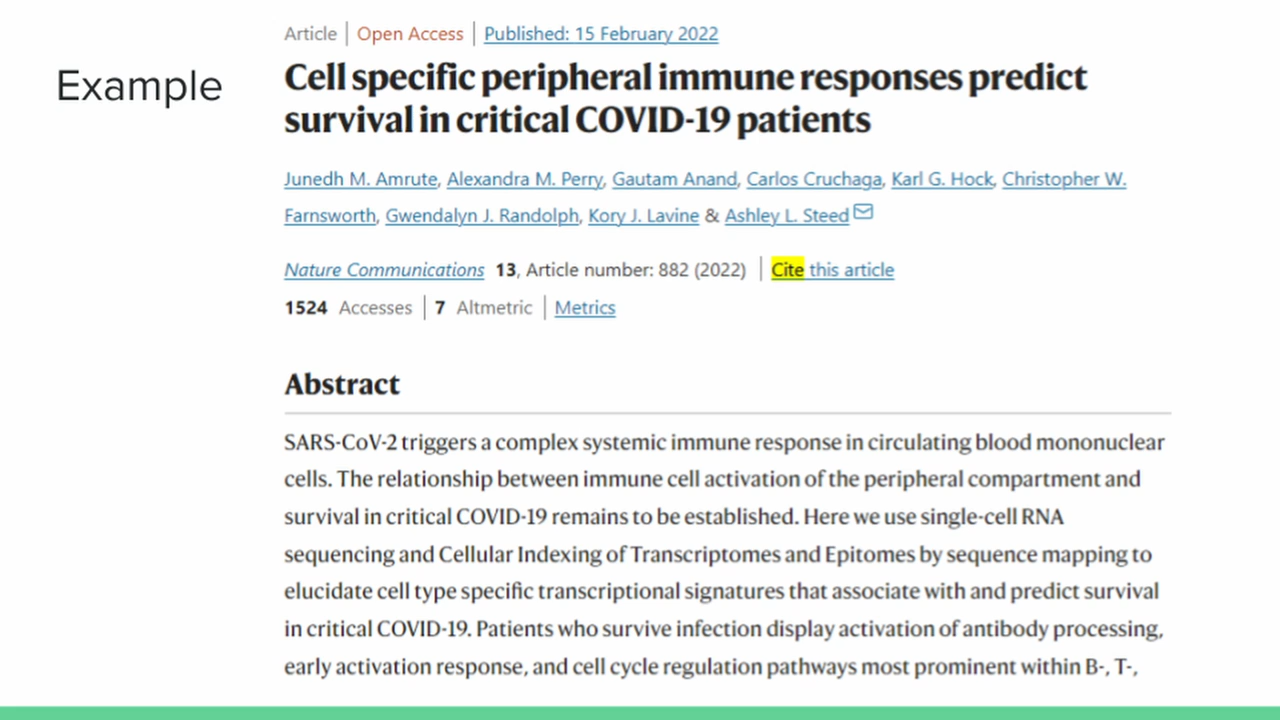 Example
Article | Open Access | Published: 15 February 2022
Cell specific peripheral immune responses predict
survival in critical COVID-19 patients
Junedh M. Amrute, Alexandra M. Perry, Gautam Anand, Carlos Cruchaga, Karl G. Hock, Christopher W.
Farnsworth, Gwendalyn J. Randolph, Kory J. Lavine & Ashley L. Steed
Nature Communications 13, Article number: 882 (2022) | Cite this article
1524 Accesses | 7 Altmetric | Metrics
Abstract
SARS-CoV-2 triggers a complex systemic immune response in circulating blood mononuclear
cells. The relationship between immune cell activation of the peripheral compartment and
survival in critical COVID-19 remains to be established. Here we use single-cell RNA
sequencing and Cellular Indexing of Transcriptomes and Epitomes by sequence mapping to
elucidate cell type specific transcriptional signatures that associate with and predict survival
in critical COVID-19. Patients who survive infection display activation of antibody processing,
early activation response, and cell cycle regulation pathways most prominent within B-, T-,